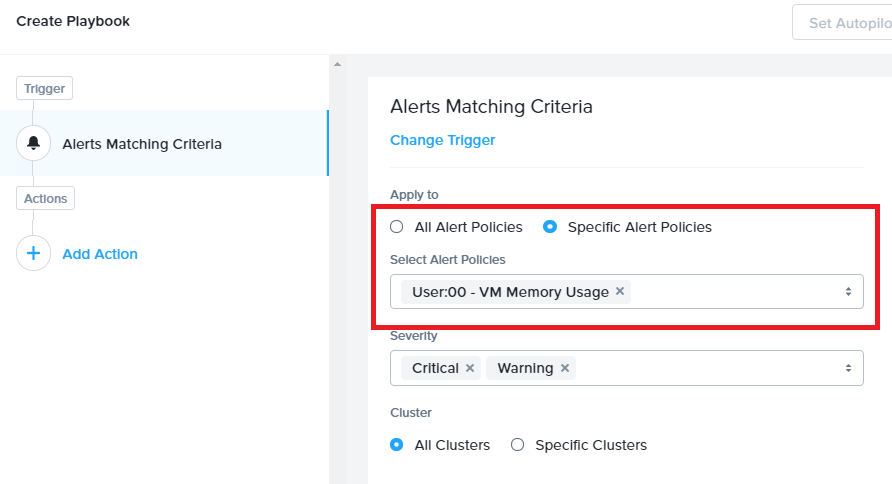 Create Playbook
Set Autopilo
Trigger
Alerts Matching Criteria
Actions
Add Action
Alerts Matching Criteria
Change Trigger
Apply to
All Alert Policies Specific Alert Policies
Select Alert Policies
User:00 - VM Memory Usage ×
Severity
Critical × Warning ×
Cluster
All Clusters Specific Clusters